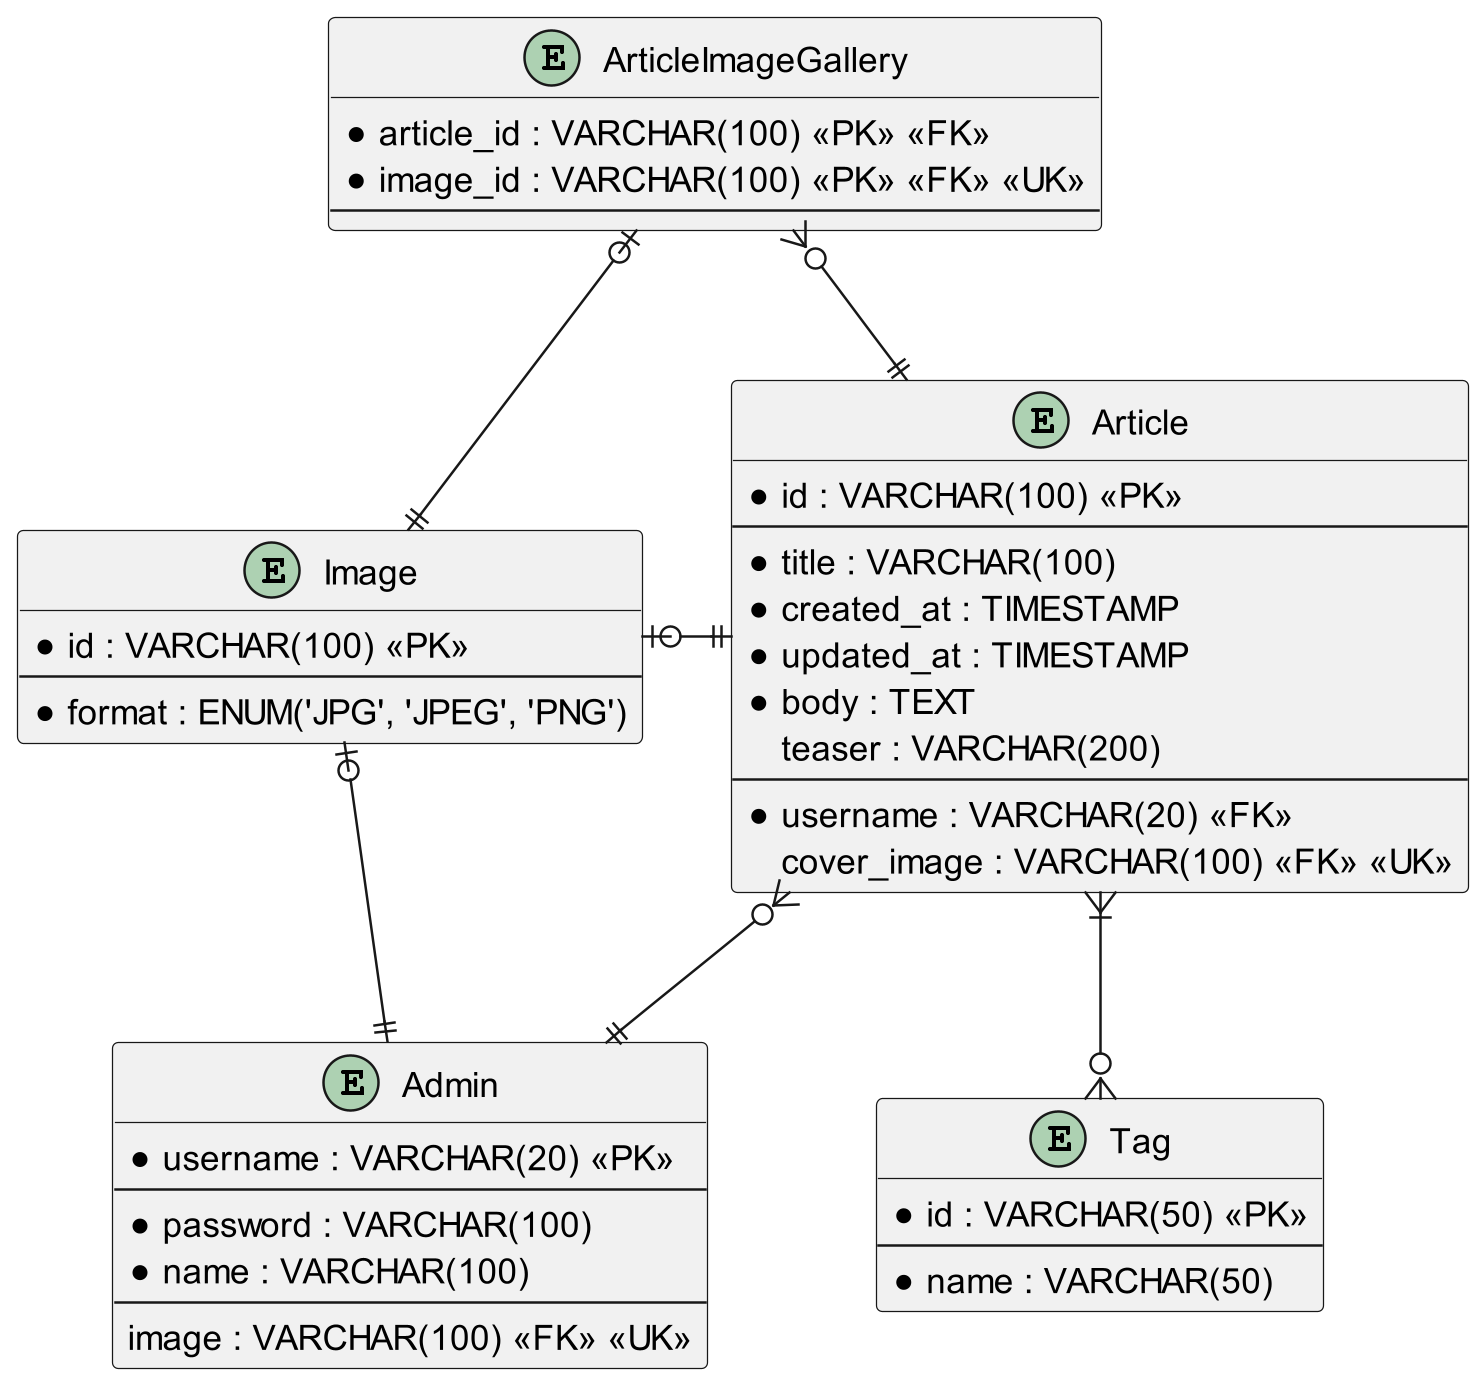 E ArticleImageGallery
article_id : VARCHAR(100) «PK» «FK»
image_id : VARCHAR(100) «PK» «FK» «UK»
E Article
id : VARCHAR(100) «PK»
title : VARCHAR(100)
created_at : TIMESTAMP
updated_at : TIMESTAMP
body : TEXT
teaser : VARCHAR(200)
username : VARCHAR(20) «FK»
cover_image : VARCHAR(100) «FK» «UK»
E Image
id : VARCHAR(100) «PK»
format : ENUM('JPG', 'JPEG', 'PNG')
E Admin
username : VARCHAR(20) «PK»
password : VARCHAR(100)
name : VARCHAR(100)
image : VARCHAR(100) «FK» «UK»
E Tag
id : VARCHAR(50) «PK»
name : VARCHAR(50)